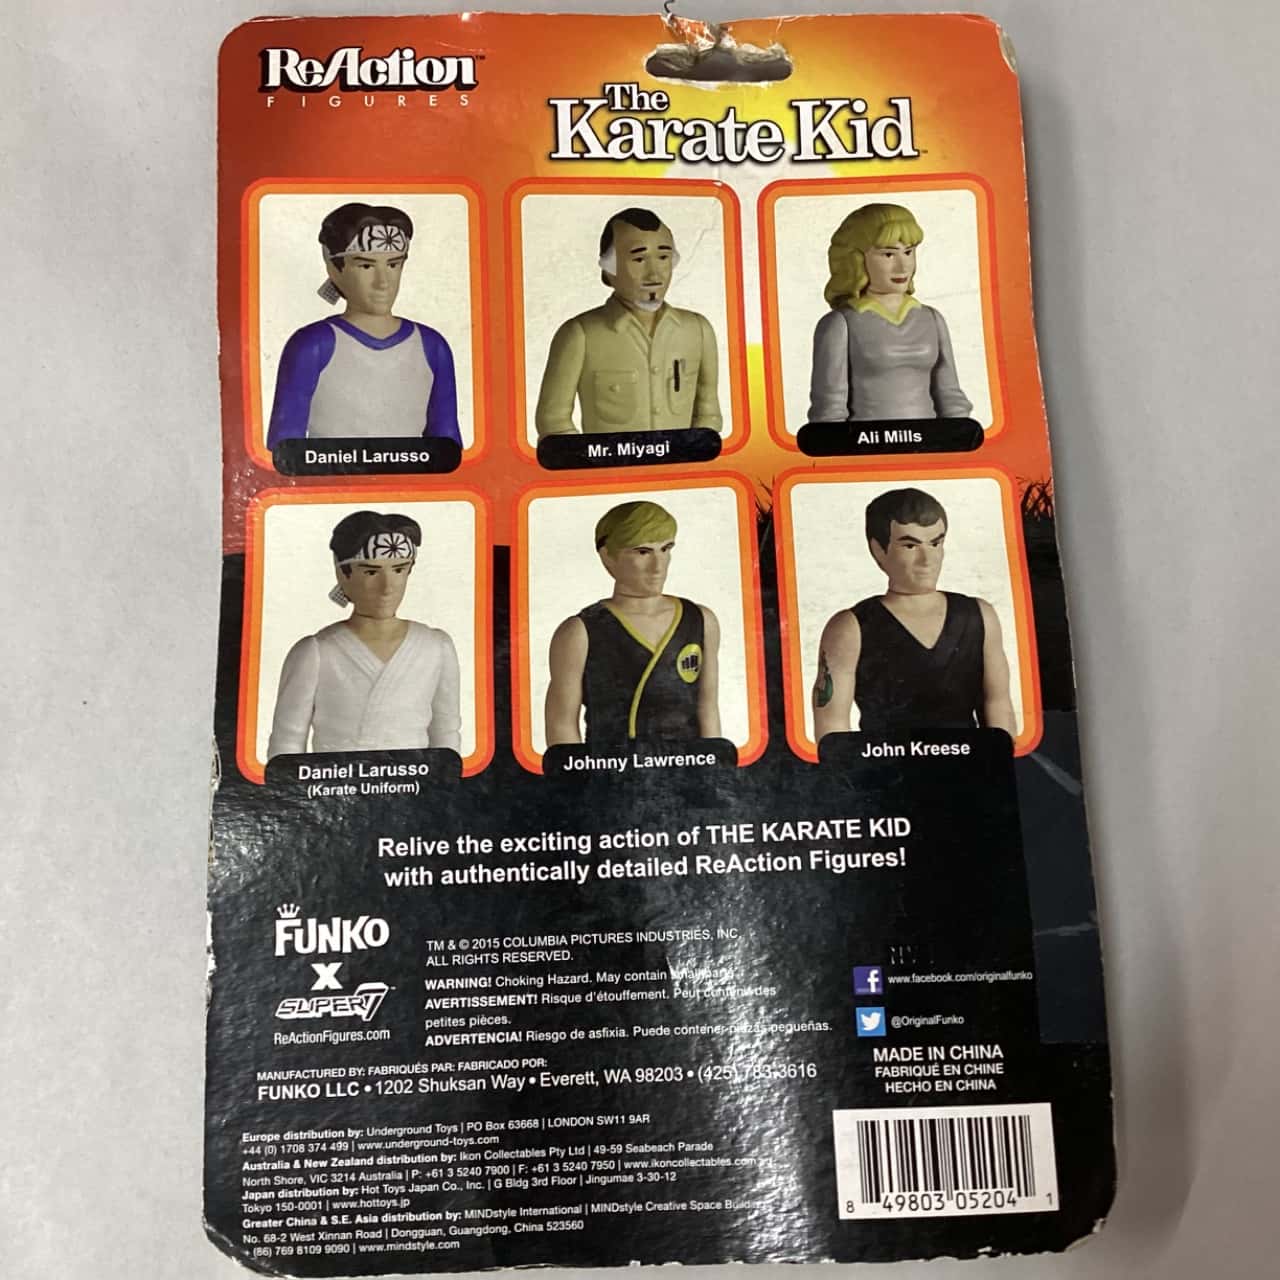 ReAction™
FIGURES
The
Karate Kid™
Daniel Larusso
Mr. Miyagi
Ali Mills
Daniel Larusso
(Karate Uniform)
Johnny Lawrence
John Kreese
Relive the exciting action of THE KARATE KID
with authentically detailed ReAction Figures!
FUNKO
X
SUPER7™
ReActionFigures.com
TM & © 2015 COLUMBIA PICTURES INDUSTRIES, INC.
ALL RIGHTS RESERVED.
WARNING! Choking Hazard. May contain small parts.
AVERTISSEMENT! Risque d'étouffement. Peut contenir des
petites pièces.
ADVERTENCIA! Riesgo de asfixia. Puede contener piezas pequeñas.
f www.facebook.com/originalfunko
@OriginalFunko
MADE IN CHINA
FABRIQUÉ EN CHINE
HECHO EN CHINA
MANUFACTURED BY: FABRIQUÉS PAR: FABRICADO POR:
FUNKO LLC • 1202 Shuksan Way • Everett, WA 98203 • (425) 783-3616
Europe distribution by: Underground Toys | PO Box 63668 | LONDON SW11 9AR
+44 (0) 1708 374 499 | www.underground-toys.com
Australia & New Zealand distribution by: Ikon Collectables Pty Ltd | 49-59 Seabeach Parade
North Shore, VIC 3214 Australia | P: +61 3 5240 7900 | F: +61 3 5240 7950 | www.ikoncollectables.com.au
Japan distribution by: Hot Toys Japan Co., Inc. | G Bldg 3rd Floor | Jingumae 3-30-12
Tokyo 150-0001 | www.hottoys.jp
Greater China & S.E. Asia distribution by: MINDstyle International | MINDstyle Creative Space Building
No. 68-2 West Xinnan Road | Dongguan, Guangdong, China 523560
+ (86) 769 8109 9090 | www.mindstyle.com
8 49803 05204 1